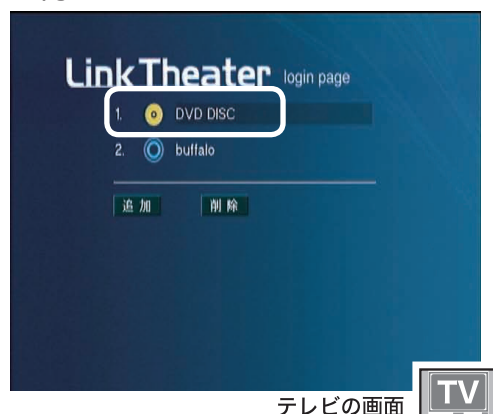 LinkTheater login page
1. DVD DISC
2. buffalo
追加 削除
テレビの画面 TV